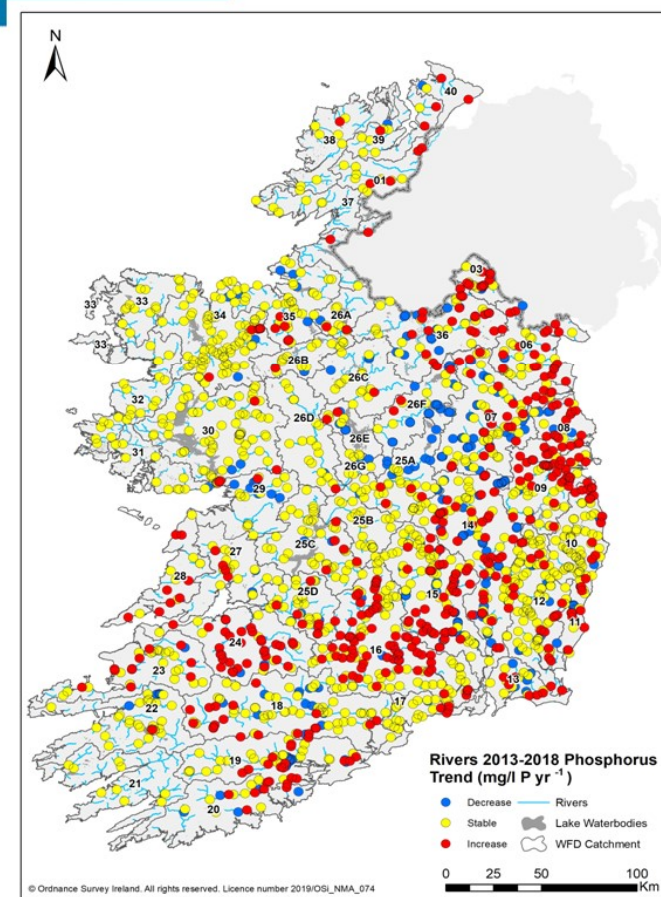 N
40
38
39
01
37
03
33
33
34
35
26A
36
06
33
26B
26C
32
26F
07
08
26D
30
31
26E
26G
25A
29
09
14
25B
10
27
25C
28
12
25D
15
11
24
16
23
13
22
18
17
19
21
20
Rivers 2013-2018 Phosphorus
Trend (mg/l P yr -1)
Decrease Rivers
Stable Lake Waterbodies
Increase WFD Catchment
0 25 50 100
Km
© Ordnance Survey Ireland. All rights reserved. Licence number 2019/OSi_NMA_074